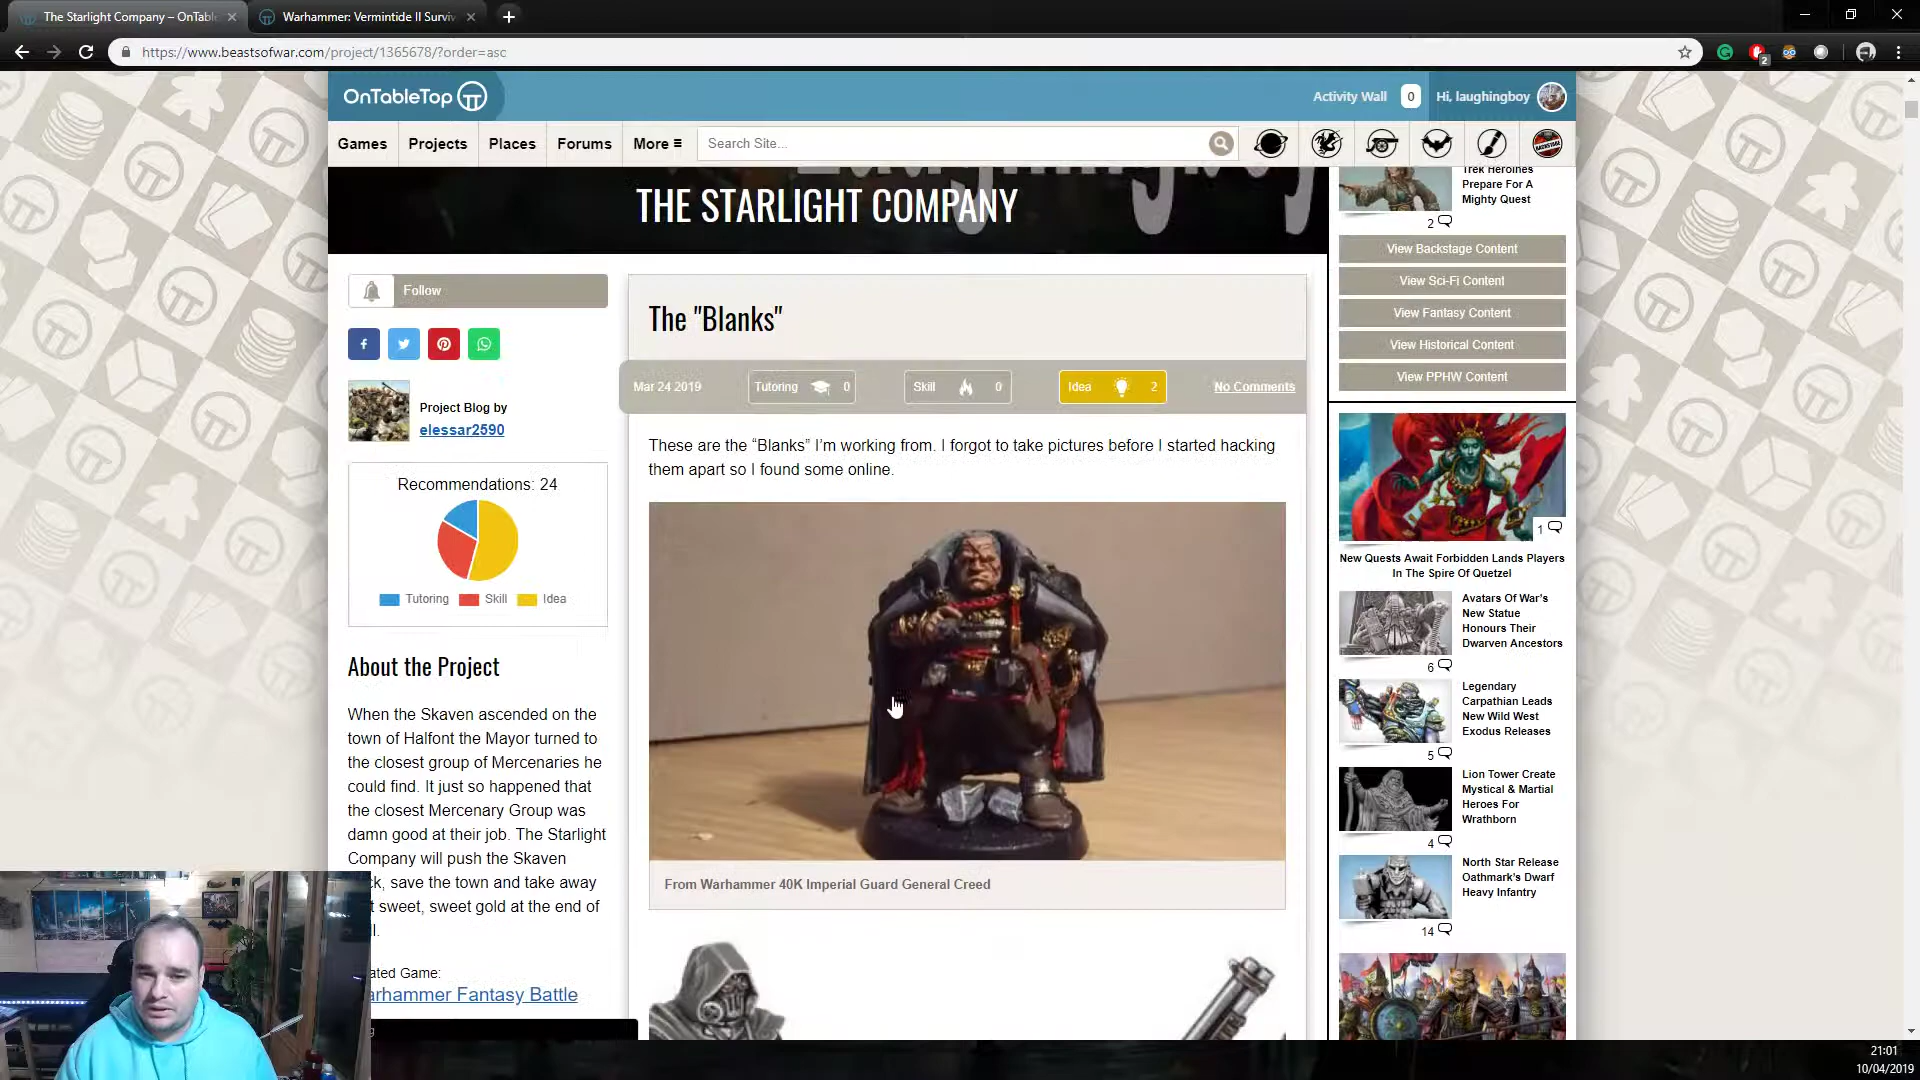 The Starlight Company – OnTabl
Warhammer: Vermintide II Surviv
https://www.beastsofwar.com/project/1365678/?order=asc
2
OnTableTop
Activity Wall
0
Hi, laughingboy
Games
Projects
Places
Forums
More ≡
Search Site...
THE STARLIGHT COMPANY
Follow
Project Blog by
elessar2590
Recommendations: 24
Tutoring
Skill
Idea
About the Project
When the Skaven ascended on the
town of Halfont the Mayor turned to
the closest group of Mercenaries he
could find. It just so happened that
the closest Mercenary Group was
damn good at their job. The Starlight
Company will push the Skaven
ck, save the town and take away
t sweet, sweet gold at the end of
ll.
ated Game:
arhammer Fantasy Battle
The "Blanks"
Mar 24 2019
Tutoring 0
Skill 0
Idea 2
No Comments
These are the “Blanks” I’m working from. I forgot to take pictures before I started hacking
them apart so I found some online.
From Warhammer 40K Imperial Guard General Creed
Trek Heroines
Prepare For A
Mighty Quest
2
View Backstage Content
View Sci-Fi Content
View Fantasy Content
View Historical Content
View PPHW Content
1
New Quests Await Forbidden Lands Players
In The Spire Of Quetzel
Avatars Of War’s
New Statue
Honours Their
Dwarven Ancestors
6
Legendary
Carpathian Leads
New Wild West
Exodus Releases
5
Lion Tower Create
Mystical & Martial
Heroes For
Wrathborn
4
North Star Release
Oathmark’s Dwarf
Heavy Infantry
14
21:01
10/04/2019